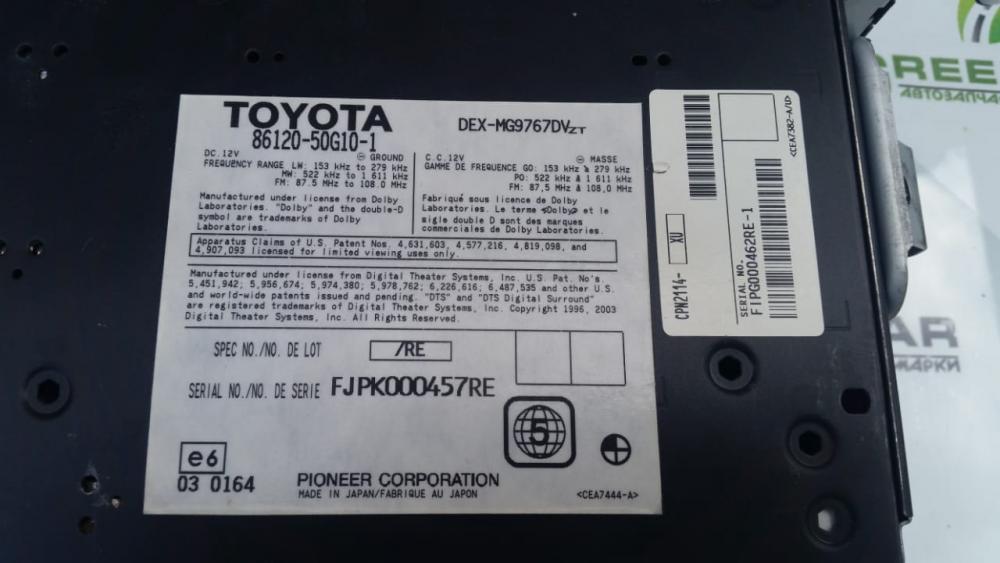 TOYOTA
86120-50G10-1
DEX-MG9767DVZT
DC.12V ⊖ GROUND
FREQUENCY RANGE LW: 153 kHz TO 279 kHz
MW: 522 kHz TO 1 611 kHz
FM: 87.5 MHz TO 108.0 MHz
C.C.12V ⊖ MASSE
GAMME DE FREQUENCE GO: 153 kHz à 279 kHz
PO: 522 kHz à 1 611 kHz
FM: 87,5 MHz à 108,0 MHz
Manufactured under license from Dolby
Laboratories. "Dolby" and the double-D
symbol are trademarks of Dolby
Laboratories.
Fabriqué sous licence de Dolby
Laboratories. Le terme «Dolby» et le
sigle double D sont des marques
commerciales de Dolby Laboratories.
Apparatus Claims of U.S. Patent Nos. 4,631,603, 4,577,216, 4,819,098, and
4,907,093 licensed for limited viewing uses only.
Manufactured under license from Digital Theater Systems, Inc. U.S. Pat. No's
5,451,942; 5,956,674; 5,974,380; 5,978,762; 6,226,616; 6,487,535 and other U.S.
and world-wide patents issued and pending. "DTS" and "DTS Digital Surround"
are registered trademarks of Digital Theater Systems, Inc. Copyright 1996, 2003
Digital Theater Systems, Inc. All Rights Reserved.
SPEC NO./NO. DE LOT /RE
SERIAL NO./NO. DE SERIE FJPK000457RE
5
e6
03 0164
PIONEER CORPORATION
MADE IN JAPAN/FABRIQUE AU JAPON
<CEA7444-A>
CPN2114- XU
SERIAL NO.
FIPG000462RE-1
<CEA7382-A/U>
REE
АВТОЗАПЧА
AR
МАРКИ